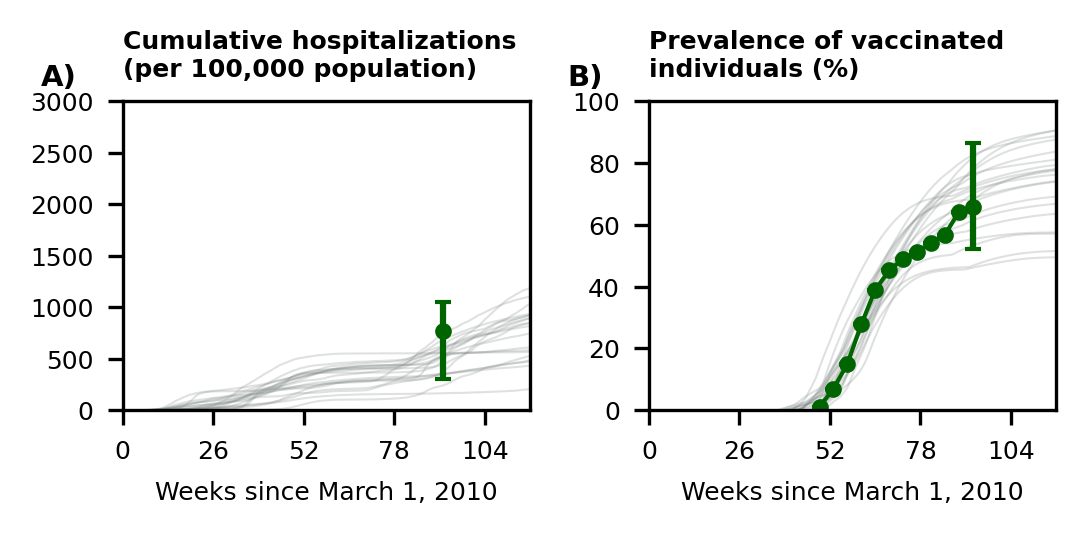 A)
Cumulative hospitalizations
(per 100,000 population)
3000
2500
2000
1500
1000
500
0
0 26 52 78 104
Weeks since March 1, 2010
B)
Prevalence of vaccinated
individuals (%)
100
80
60
40
20
0
0 26 52 78 104
Weeks since March 1, 2010